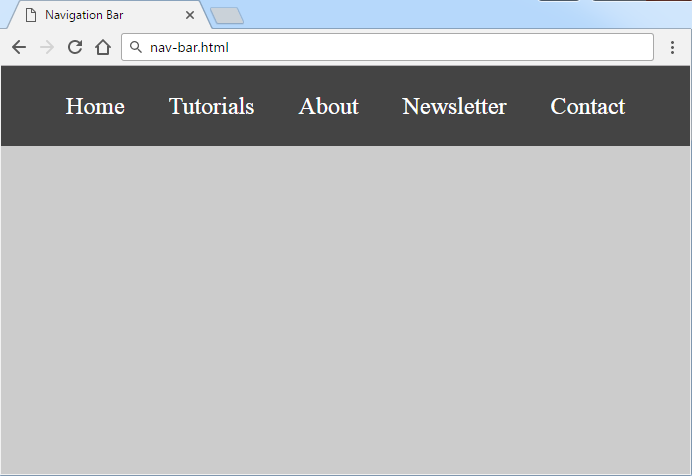 Navigation Bar
nav-bar.html
Home Tutorials About Newsletter Contact